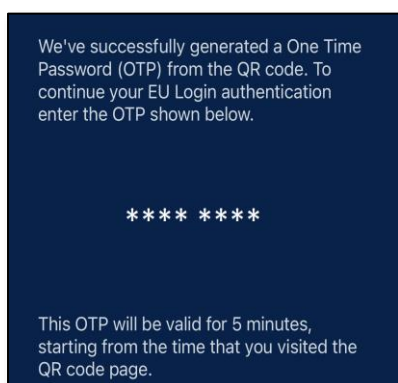 We've successfully generated a One Time
Password (OTP) from the QR code. To
continue your EU Login authentication
enter the OTP shown below.
**** ****
This OTP will be valid for 5 minutes,
starting from the time that you visited the
QR code page.